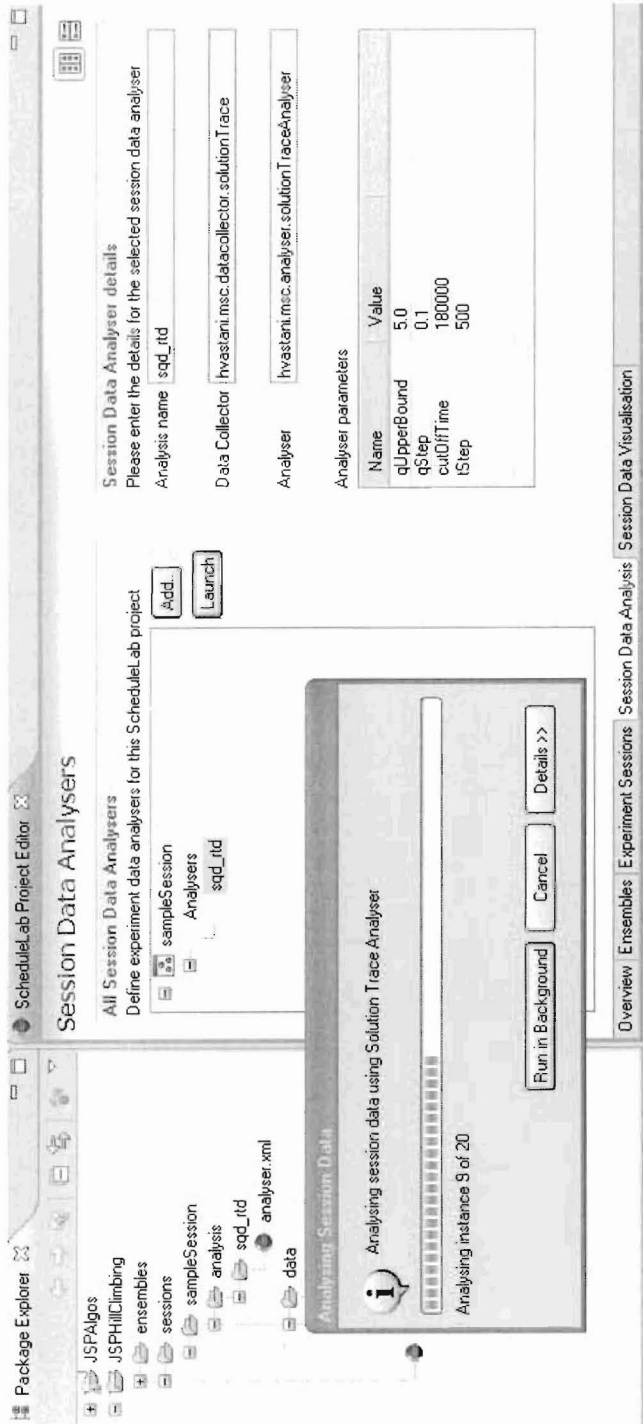 Package Explorer
JSPAlgos
JSPHillClimbing
ensembles
sessions
sampleSession
analysis
sqd_rtd
analyser.xml
data
ScheduleLab Project Editor
Session Data Analysers
All Session Data Analysers
Define experiment data analysers for this ScheduleLab project
sampleSession
Analysers
sqd_rtd
Add..
Launch
Session Data Analyser details
Please enter the details for the selected session data analyser
Analysis name sqd_rtd
Data Collector hvastani.msc.datacollector.solutionTrace
Analyser hvastani.msc.analyser.solutionTraceAnalyser
Analyser parameters
Name Value
qUpperBound 5.0
qStep 0.1
cutOffTime 180000
tStep 500
Analysing Session Data
i
Analysing session data using Solution Trace Analyser
Analysing instance 9 of 20
Run in Background Cancel Details >>
Overview Ensembles Experiment Sessions Session Data Analysis Session Data Visualisation